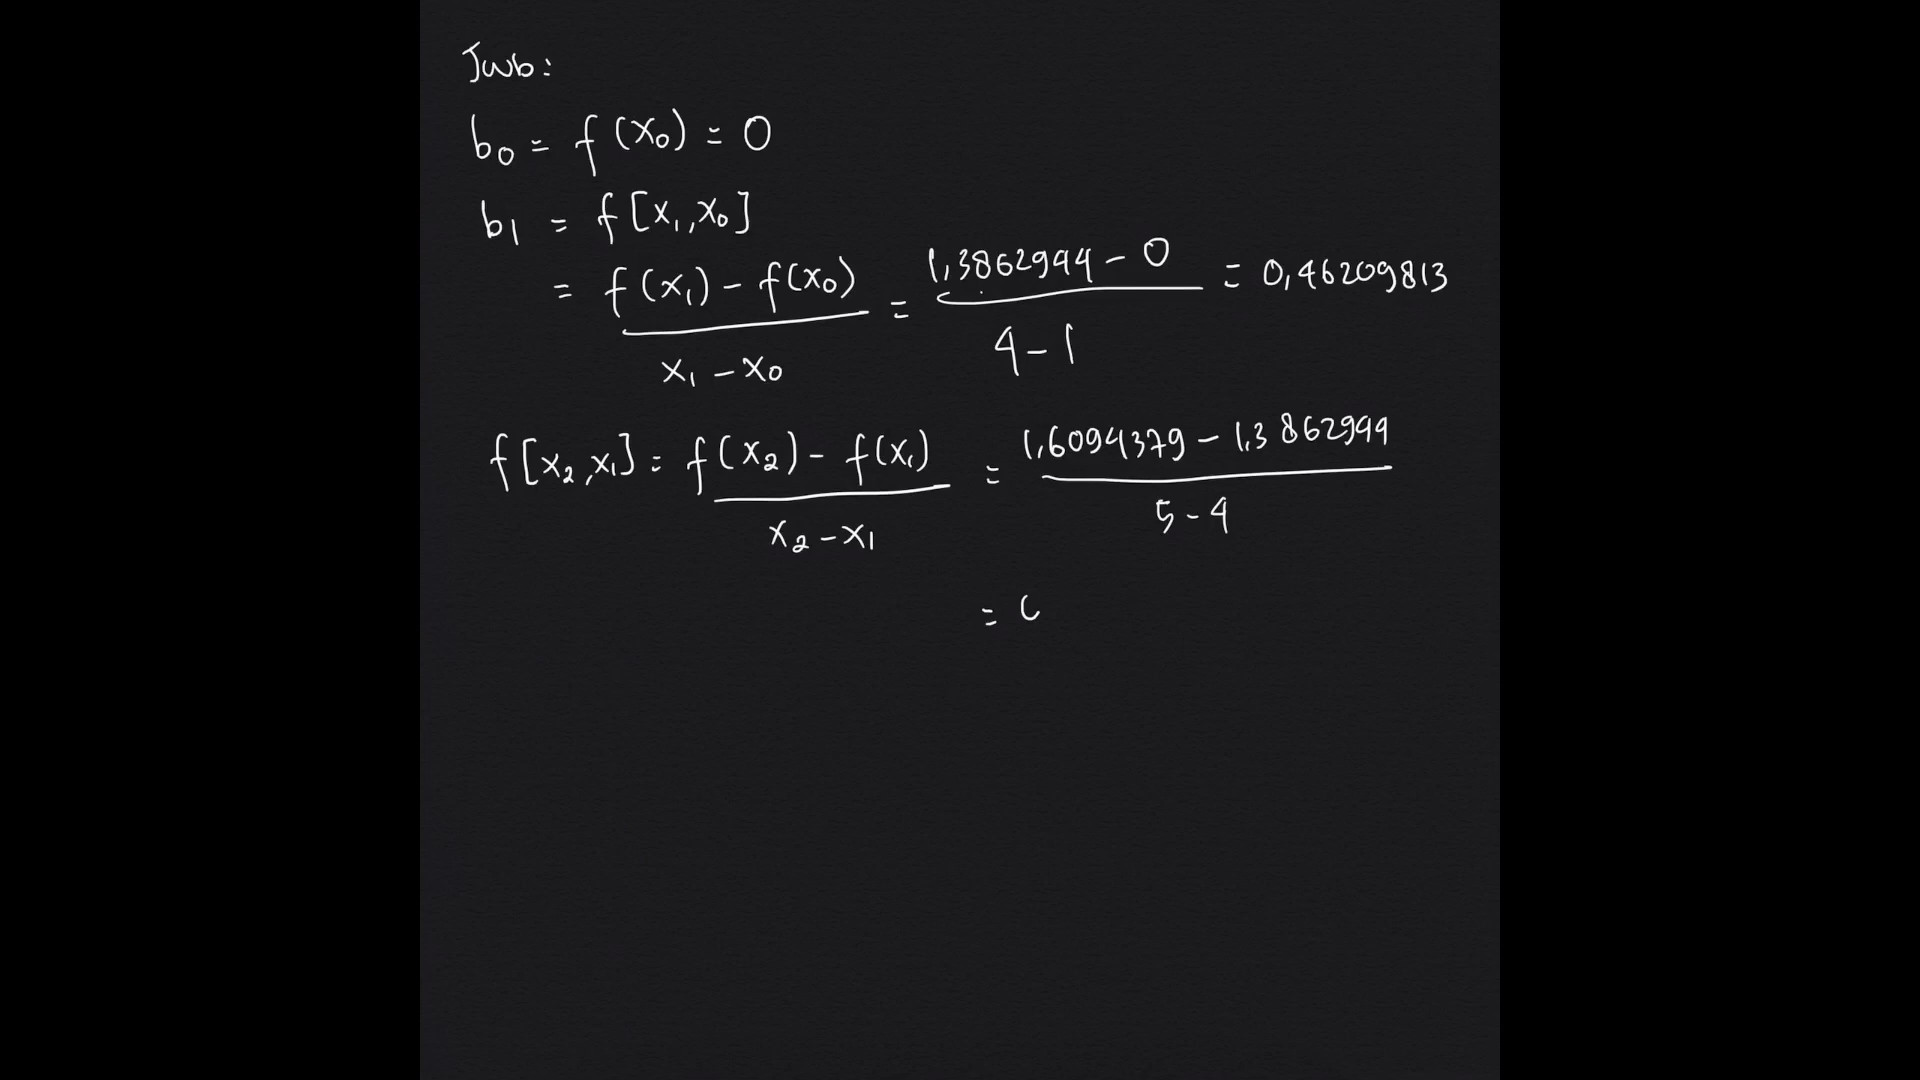 Jwb:
b₀ = f(x₀) = 0
b₁ = f[x₁,x₀]
= f(x₁) - f(x₀) / x₁ - x₀ = 1,3862944 - 0 / 4 - 1 = 0,46209813
f[x₂,x₁] = f(x₂) - f(x₁) / x₂ - x₁ = 1,6094379 - 1,3862944 / 5 - 4
=